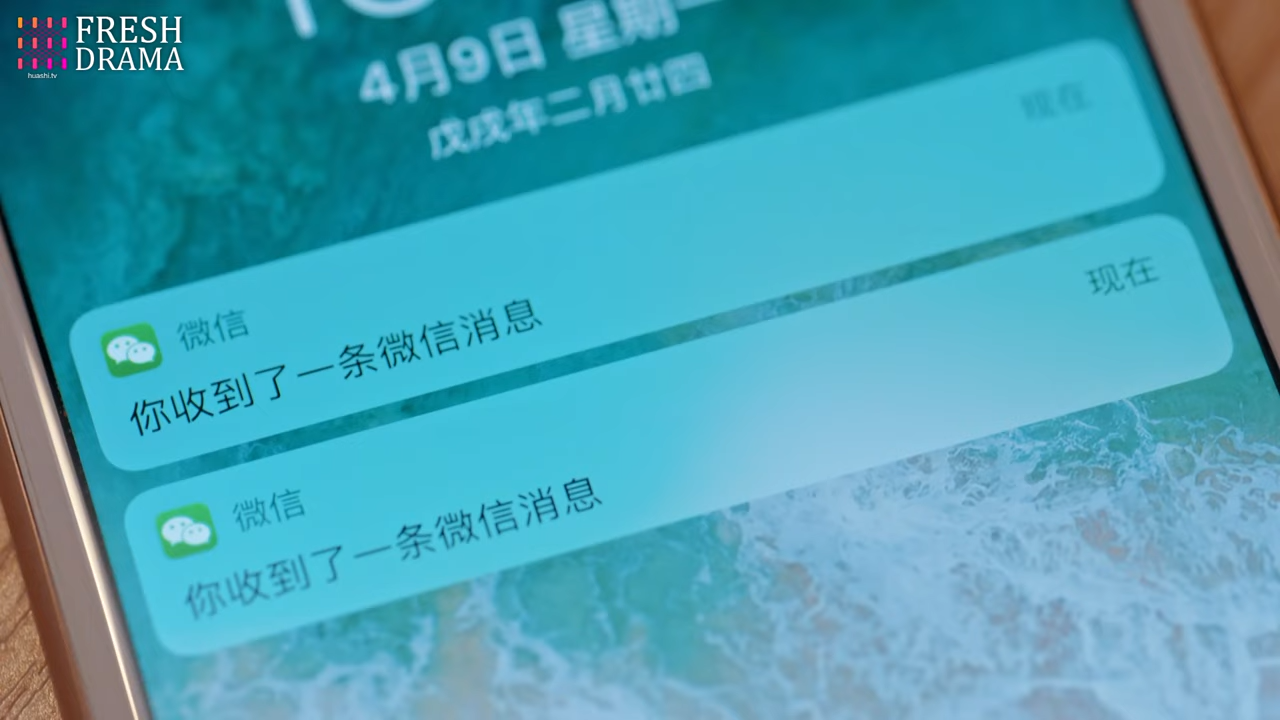 FRESH
DRAMA
huashi.tv
4月9日 星期一
戊戌年二月廿四
现在
微信
你收到了一条微信消息
现在
微信
你收到了一条微信消息